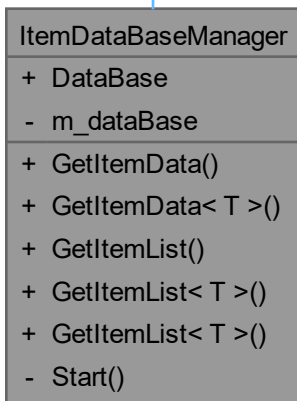 ItemDataBaseManager
+ DataBase
- m_dataBase
+ GetItemData()
+ GetItemData< T >()
+ GetItemList()
+ GetItemList< T >()
+ GetItemList< T >()
- Start()